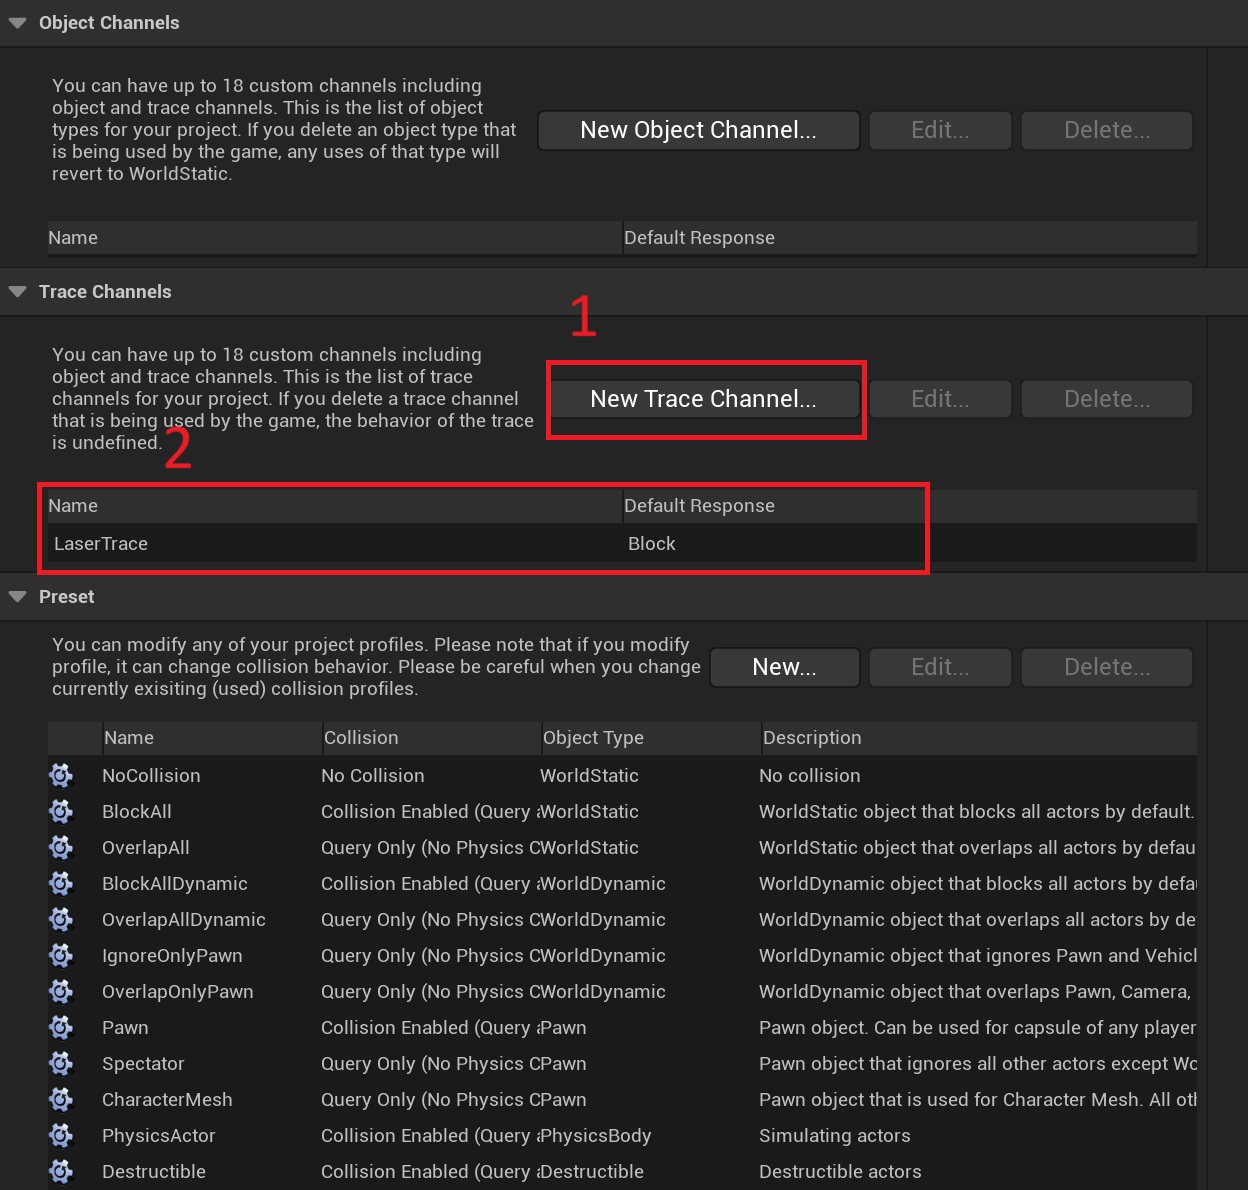 Object Channels
You can have up to 18 custom channels including
object and trace channels. This is the list of object
types for your project. If you delete an object type that
is being used by the game, any uses of that type will
revert to WorldStatic.
New Object Channel... Edit... Delete...
Name Default Response
Trace Channels
1
You can have up to 18 custom channels including
object and trace channels. This is the list of trace
channels for your project. If you delete a trace channel
that is being used by the game, the behavior of the trace
is undefined.
New Trace Channel... Edit... Delete...
2
Name Default Response
LaserTrace Block
Preset
You can modify any of your project profiles. Please note that if you modify
profile, it can change collision behavior. Please be careful when you change
currently exisiting (used) collision profiles.
New... Edit... Delete...
Name Collision Object Type Description
NoCollision No Collision WorldStatic No collision
BlockAll Collision Enabled (Query WorldStatic WorldStatic object that blocks all actors by default.
OverlapAll Query Only (No Physics C WorldStatic WorldStatic object that overlaps all actors by defau
BlockAllDynamic Collision Enabled (Query WorldDynamic WorldDynamic object that blocks all actors by defa
OverlapAllDynamic Query Only (No Physics C WorldDynamic WorldDynamic object that overlaps all actors by de
IgnoreOnlyPawn Query Only (No Physics C WorldDynamic WorldDynamic object that ignores Pawn and Vehicl
OverlapOnlyPawn Query Only (No Physics C WorldDynamic WorldDynamic object that overlaps Pawn, Camera,
Pawn Collision Enabled (Query Pawn Pawn object. Can be used for capsule of any player
Spectator Query Only (No Physics C Pawn Pawn object that ignores all other actors except Wo
CharacterMesh Query Only (No Physics C Pawn Pawn object that is used for Character Mesh. All oth
PhysicsActor Collision Enabled (Query PhysicsBody Simulating actors
Destructible Collision Enabled (Query Destructible Destructible actors